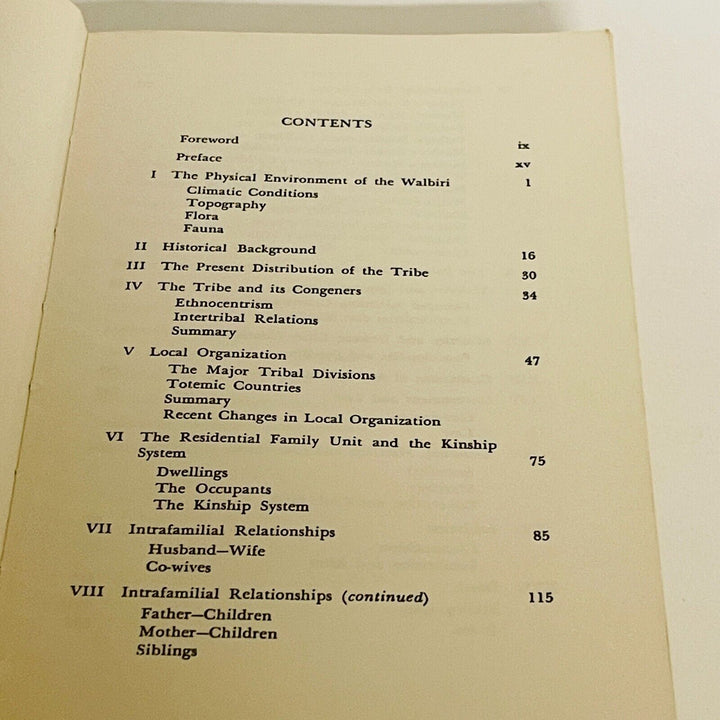 CONTENTS
Foreword ix
Preface xv
I The Physical Environment of the Walbiri 1
Climatic Conditions
Topography
Flora
Fauna
II Historical Background 16
III The Present Distribution of the Tribe 30
IV The Tribe and its Congeners 34
Ethnocentrism
Intertribal Relations
Summary
V Local Organization 47
The Major Tribal Divisions
Totemic Countries
Summary
Recent Changes in Local Organization
VI The Residential Family Unit and the Kinship
System 75
Dwellings
The Occupants
The Kinship System
VII Intrafamilial Relationships 85
Husband—Wife
Co-wives
VIII Intrafamilial Relationships (continued) 115
Father—Children
Mother—Children
Siblings